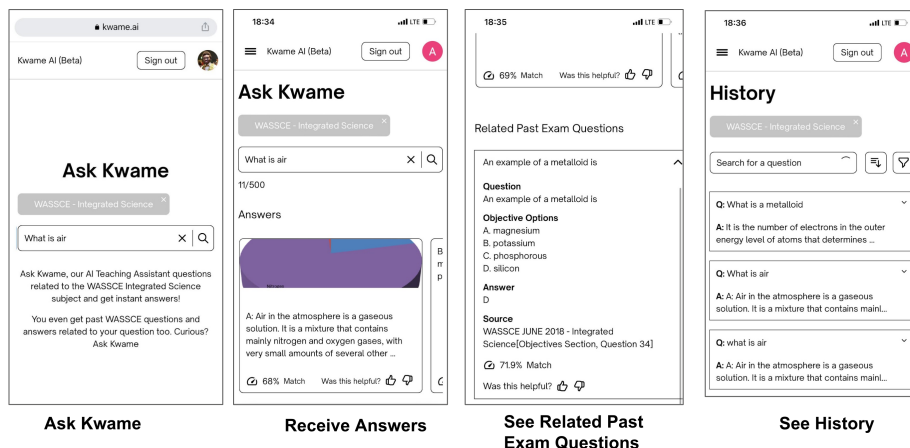 kwame.ai
Kwame AI (Beta)
Sign out
Ask Kwame
WASSCE - Integrated Science ×
What is air
Ask Kwame, our AI Teaching Assistant questions
related to the WASSCE Integrated Science
subject and get instant answers!
You even get past WASSCE questions and
answers related to your question too. Curious?
Ask Kwame
Ask Kwame
18:34
LTE
Kwame AI (Beta)
Sign out
A
Ask Kwame
WASSCE - Integrated Science ×
What is air
11/500
Answers
A: Air in the atmosphere is a gaseous
solution. It is a mixture that contains
mainly nitrogen and oxygen gases, with
very small amounts of several other ...
68% Match
Was this helpful?
Receive Answers
18:35
LTE
69% Match
Was this helpful?
Related Past Exam Questions
An example of a metalloid is
Question
An example of a metalloid is
Objective Options
A. magnesium
B. potassium
C. phosphorous
D. silicon
Answer
D
Source
WASSCE JUNE 2018 - Integrated
Science[Objectives Section, Question 34]
71.9% Match
Was this helpful?
See Related Past
Exam Questions
18:36
LTE
Kwame AI (Beta)
Sign out
A
History
WASSCE - Integrated Science ×
Search for a question
Q: What is a metalloid
A: It is the number of electrons in the outer
energy level of atoms that determines ...
Q: What is air
A: A: Air in the atmosphere is a gaseous
solution. It is a mixture that contains mainl...
Q: what is air
A: A: Air in the atmosphere is a gaseous
solution. It is a mixture that contains mainl...
See History